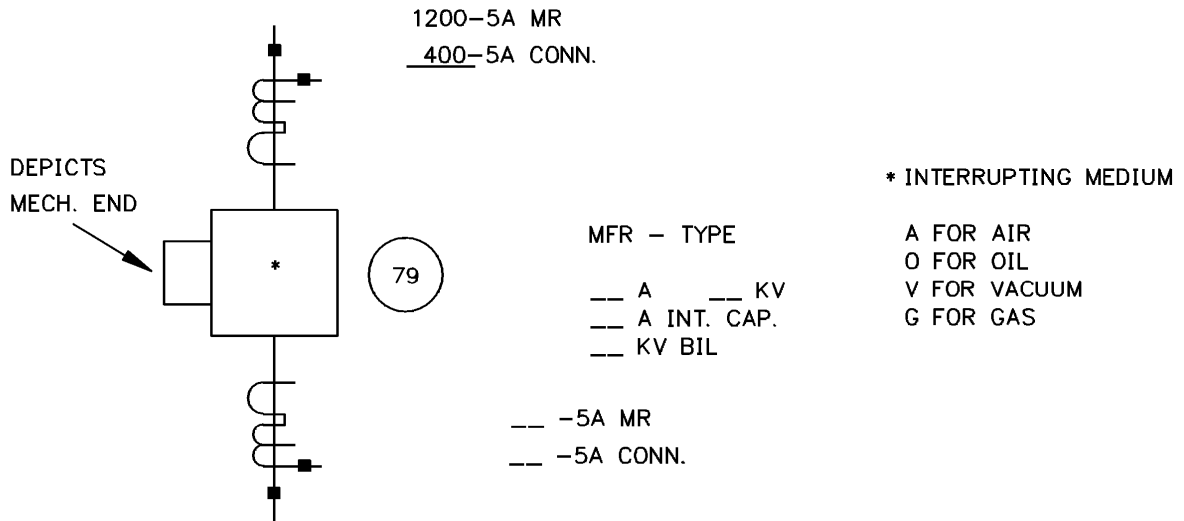 1200-5A MR
400-5A CONN.
DEPICTS
MECH. END
*
79
MFR - TYPE
__ A __ KV
__ A INT. CAP.
__ KV BIL
__ -5A MR
__ -5A CONN.
* INTERRUPTING MEDIUM
A FOR AIR
O FOR OIL
V FOR VACUUM
G FOR GAS